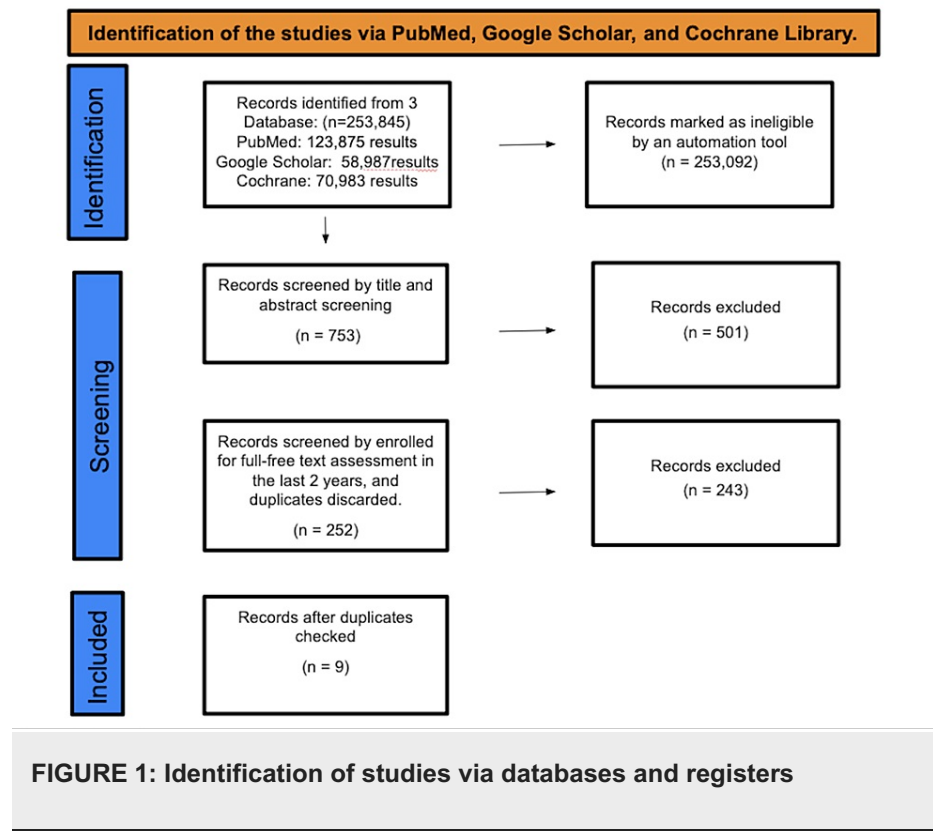 Identification of the studies via PubMed, Google Scholar, and Cochrane Library.
Identification
Records identified from 3
Database: (n=253,845)
PubMed: 123,875 results
Google Scholar:  58,987results
Cochrane: 70,983 results
Records marked as ineligible
by an automation tool
(n = 253,092)
Screening
Records screened by title and
abstract screening
(n = 753)
Records excluded
(n = 501)
Records screened by enrolled
for full-free text assessment in
the last 2 years, and
duplicates discarded.
(n = 252)
Records excluded
(n = 243)
Included
Records after duplicates
checked
(n = 9)
FIGURE 1: Identification of studies via databases and registers